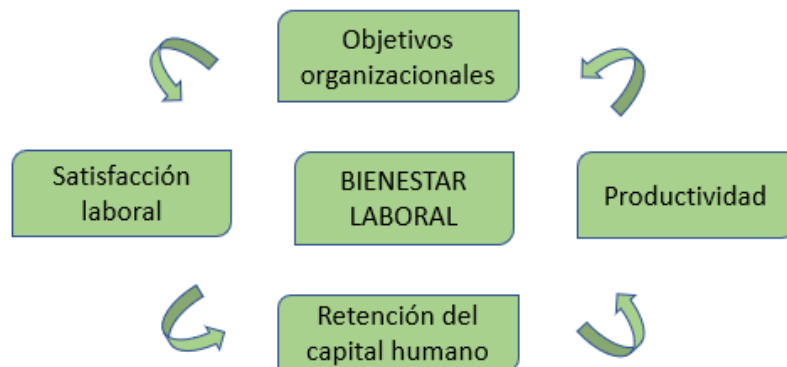 Objetivos
organizacionales
Satisfacción
laboral
BIENESTAR
LABORAL
Productividad
Retención del
capital humano